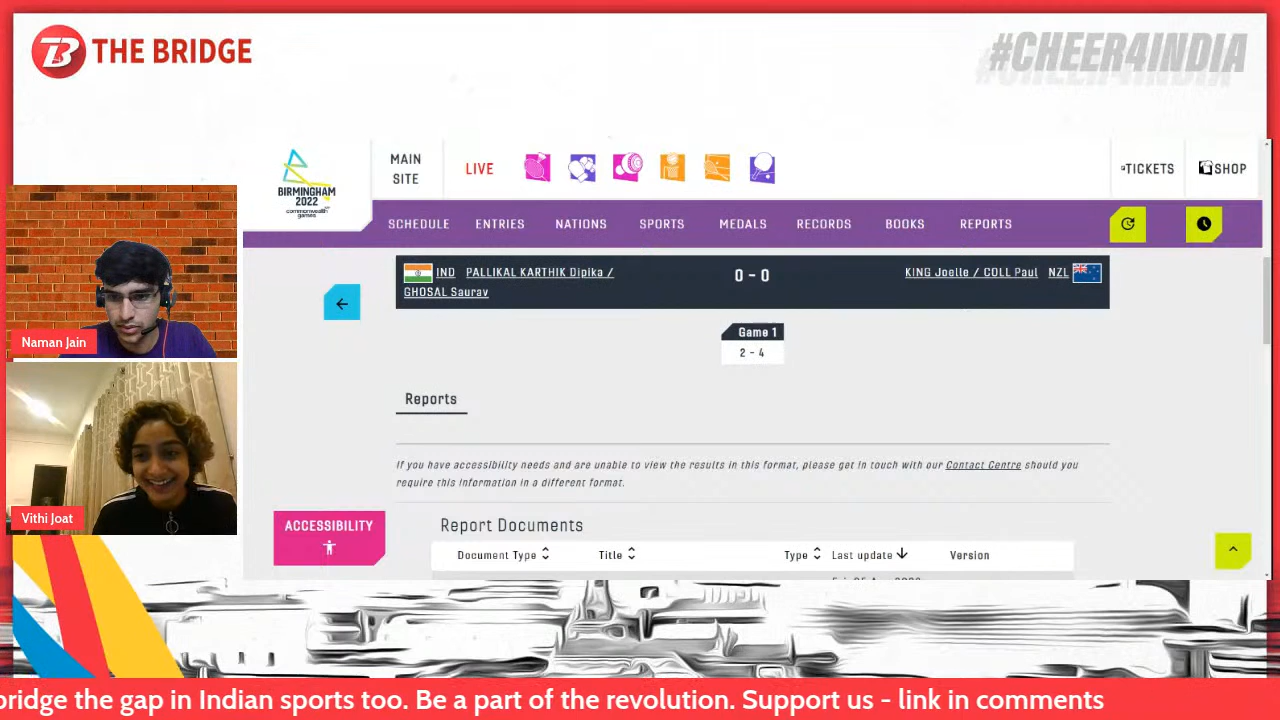 THE BRIDGE
#CHEER4INDIA
BIRMINGHAM
2022
commonwealth
games
MAIN
SITE
LIVE
TICKETS
SHOP
SCHEDULE ENTRIES NATIONS SPORTS MEDALS RECORDS BOOKS REPORTS
IND PALLIKAL KARTHIK Dipika /
GHOSAL Saurav
0 - 0
KING Joelle / COLL Paul NZL
Game 1
2 - 4
Naman Jain
Vithi Joat
Reports
If you have accessibility needs and are unable to view the results in this format, please get in touch with our Contact Centre should you
require this information in a different format.
ACCESSIBILITY
Report Documents
Document Type Title Type Last update Version
bridge the gap in Indian sports too. Be a part of the revolution. Support us - link in comments